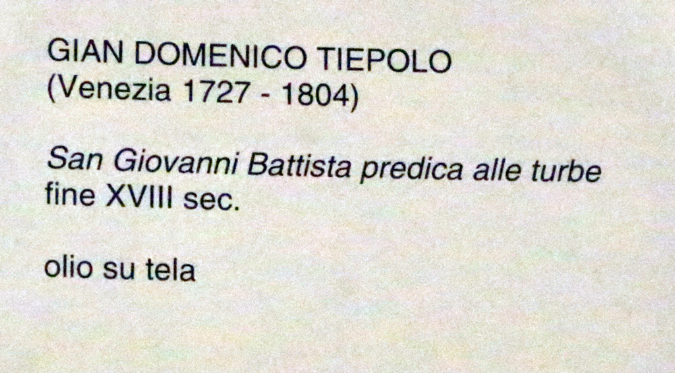 GIAN DOMENICO TIEPOLO
(Venezia 1727 - 1804)
San Giovanni Battista predica alle turbe
fine XVIII sec.
olio su tela